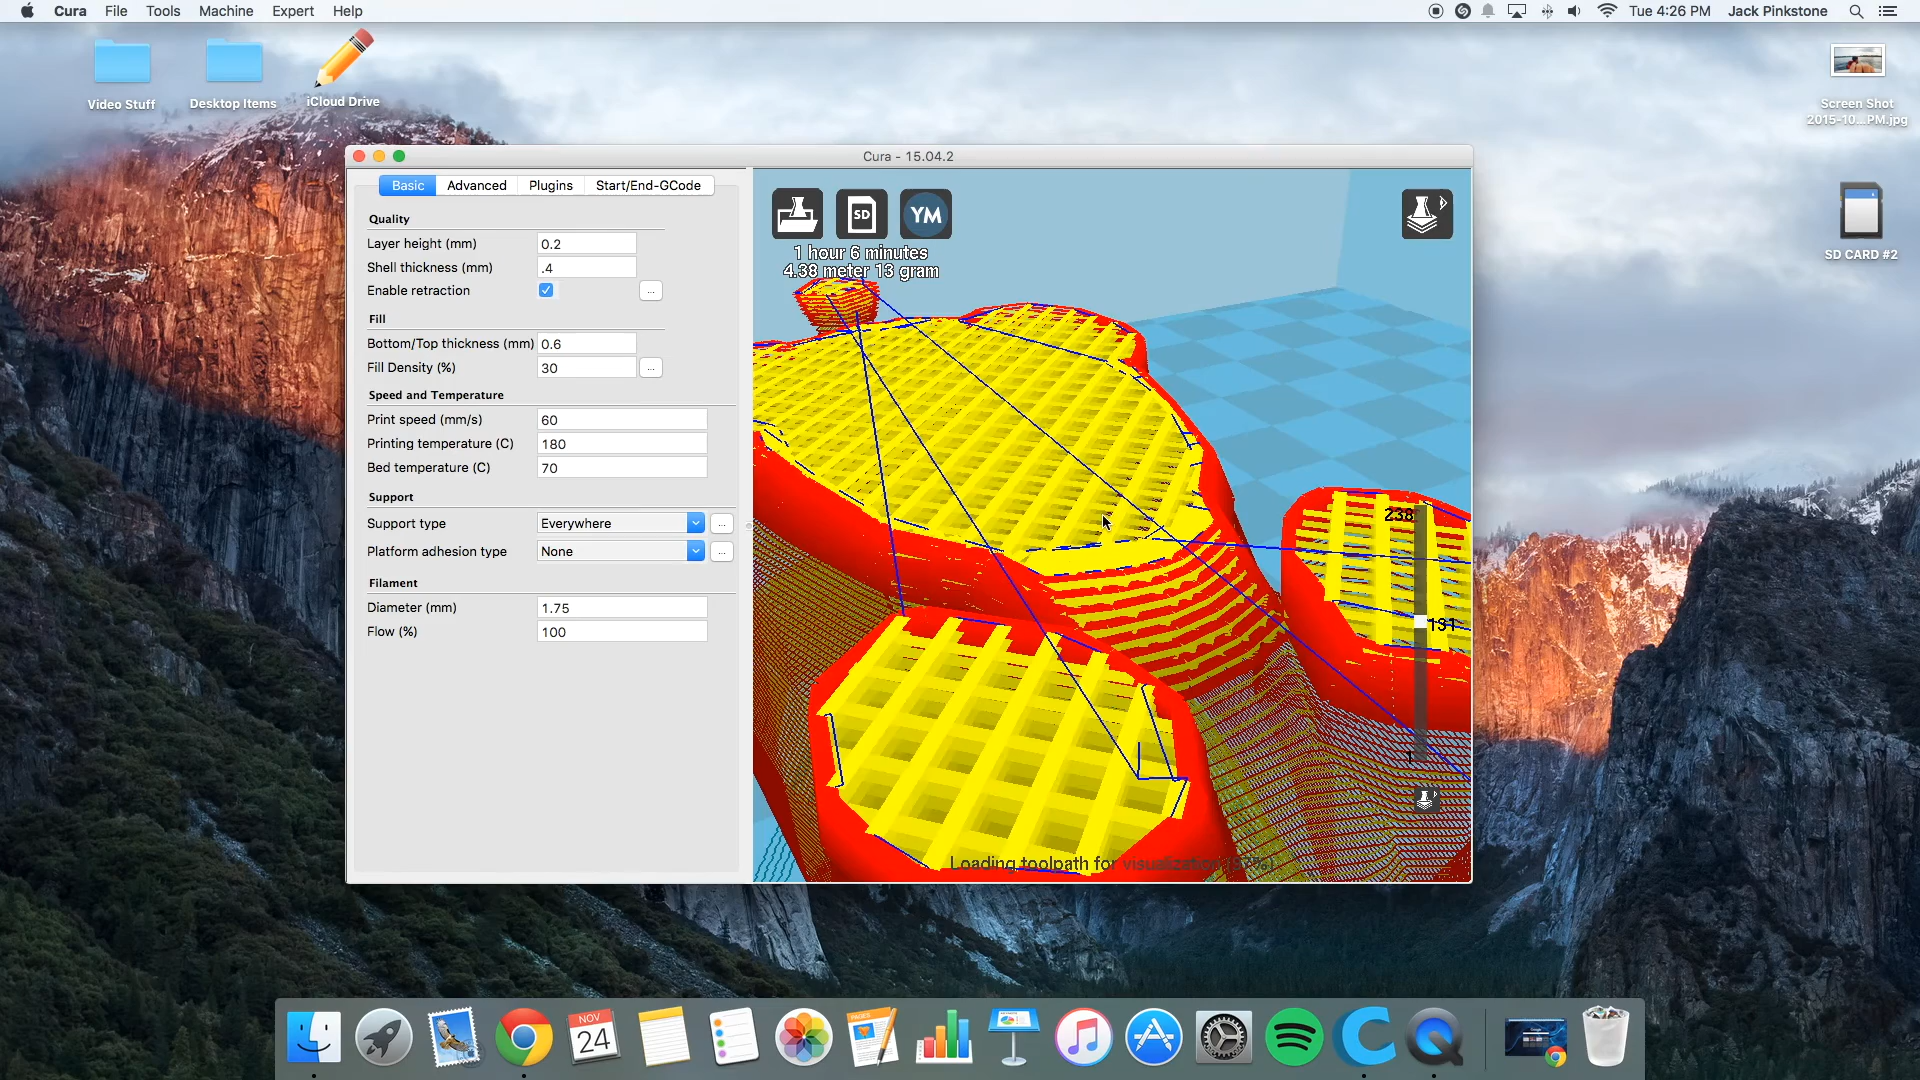 Cura File Tools Machine Expert Help
Tue 4:26 PM Jack Pinkstone
Video Stuff
Desktop Items
iCloud Drive
Screen Shot
2015-10...PM.jpg
SD CARD #2
Cura - 15.04.2
Basic Advanced Plugins Start/End-GCode
Quality
Layer height (mm) 0.2
Shell thickness (mm) .4
Enable retraction ...
Fill
Bottom/Top thickness (mm) 0.6
Fill Density (%) 30 ...
Speed and Temperature
Print speed (mm/s) 60
Printing temperature (C) 180
Bed temperature (C) 70
Support
Support type Everywhere ...
Platform adhesion type None ...
Filament
Diameter (mm) 1.75
Flow (%) 100
SD
YM
1 hour 6 minutes
4.38 meter 13 gram
238
131
1
Loading toolpath for visualization
NOV
24
PAGES